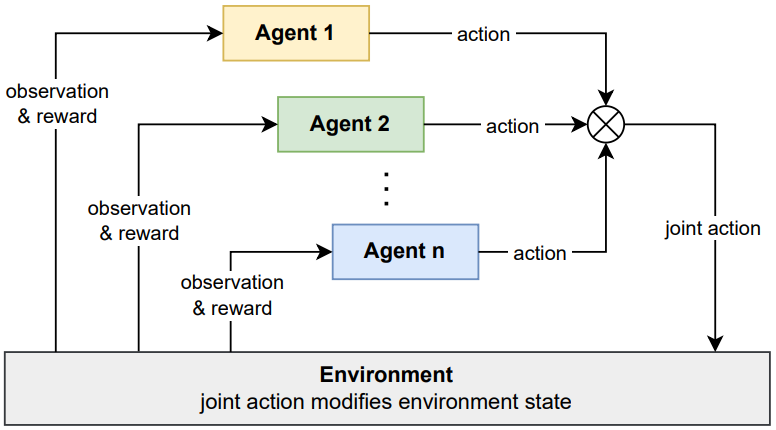 Agent 1
action
observation
& reward
Agent 2
action
observation
& reward
Agent n
action
joint action
observation
& reward
Environment
joint action modifies environment state